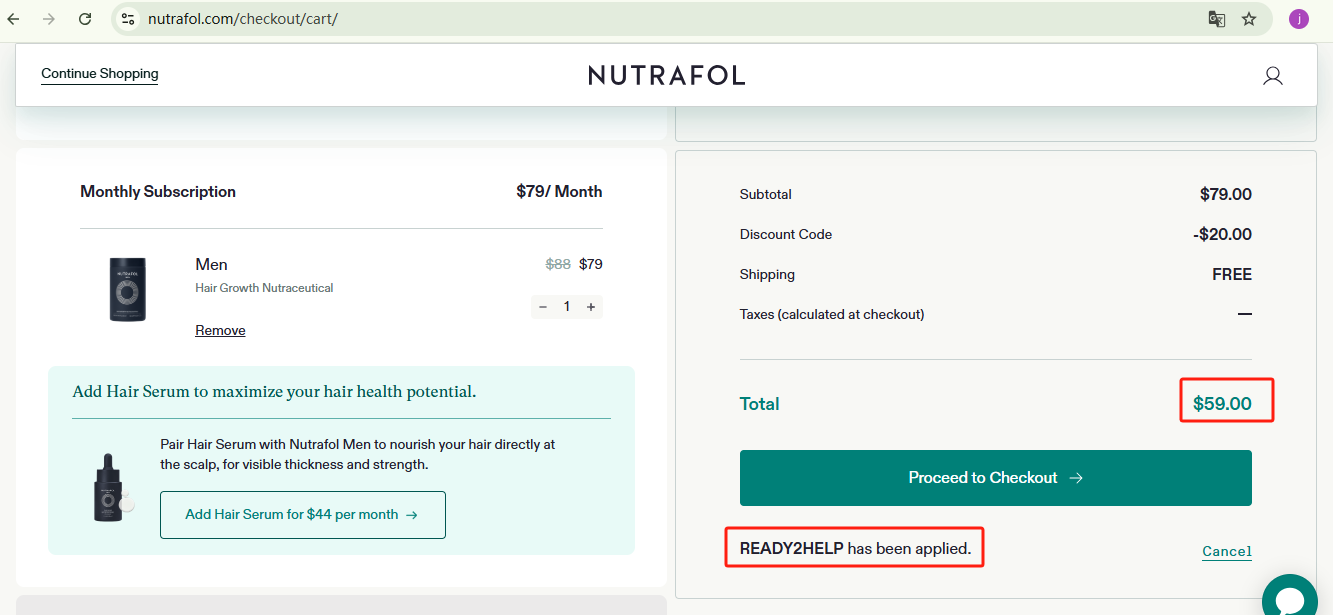 nutrafol.com/checkout/cart/
j
Continue Shopping
NUTRAFOL
Monthly Subscription
$79/ Month
Men
$88 $79
Hair Growth Nutraceutical
− 1 +
Remove
Add Hair Serum to maximize your hair health potential.
Pair Hair Serum with Nutrafol Men to nourish your hair directly at
the scalp, for visible thickness and strength.
Add Hair Serum for $44 per month →
Subtotal
$79.00
Discount Code
-$20.00
Shipping
FREE
Taxes (calculated at checkout)
—
Total
$59.00
Proceed to Checkout →
READY2HELP has been applied.
Cancel